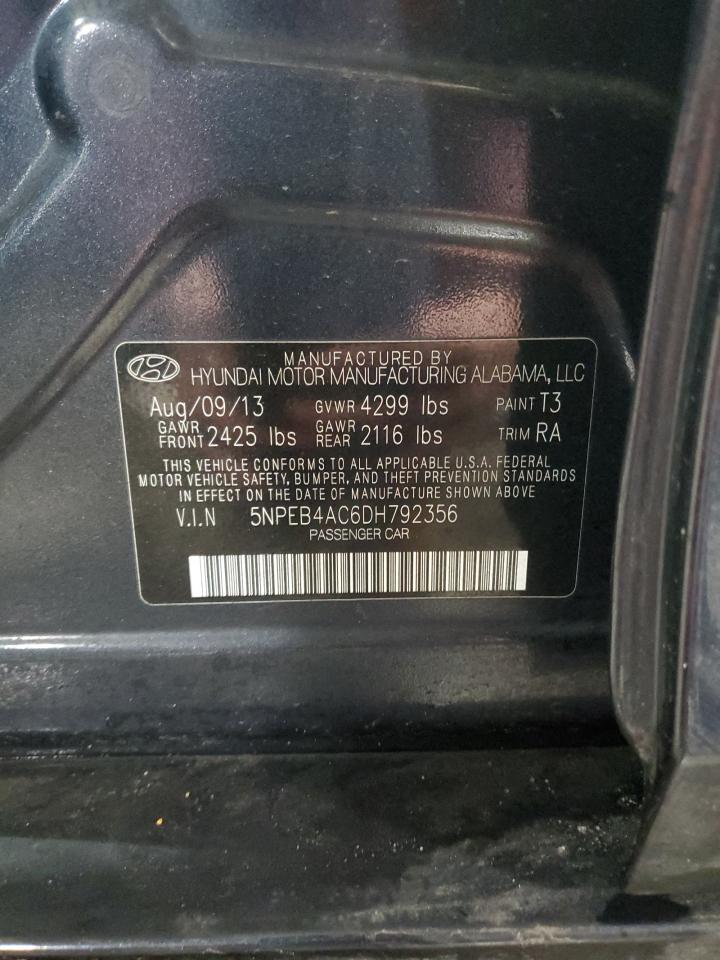 MANUFACTURED BY
HYUNDAI MOTOR MANUFACTURING ALABAMA, LLC
Aug/09/13 GVWR 4299 lbs PAINT T3
GAWR FRONT 2425 lbs GAWR REAR 2116 lbs TRIM RA
THIS VEHICLE CONFORMS TO ALL APPLICABLE U.S.A. FEDERAL
MOTOR VEHICLE SAFETY, BUMPER, AND THEFT PREVENTION STANDARDS
IN EFFECT ON THE DATE OF MANUFACTURE SHOWN ABOVE
V.I.N 5NPEB4AC6DH792356
PASSENGER CAR